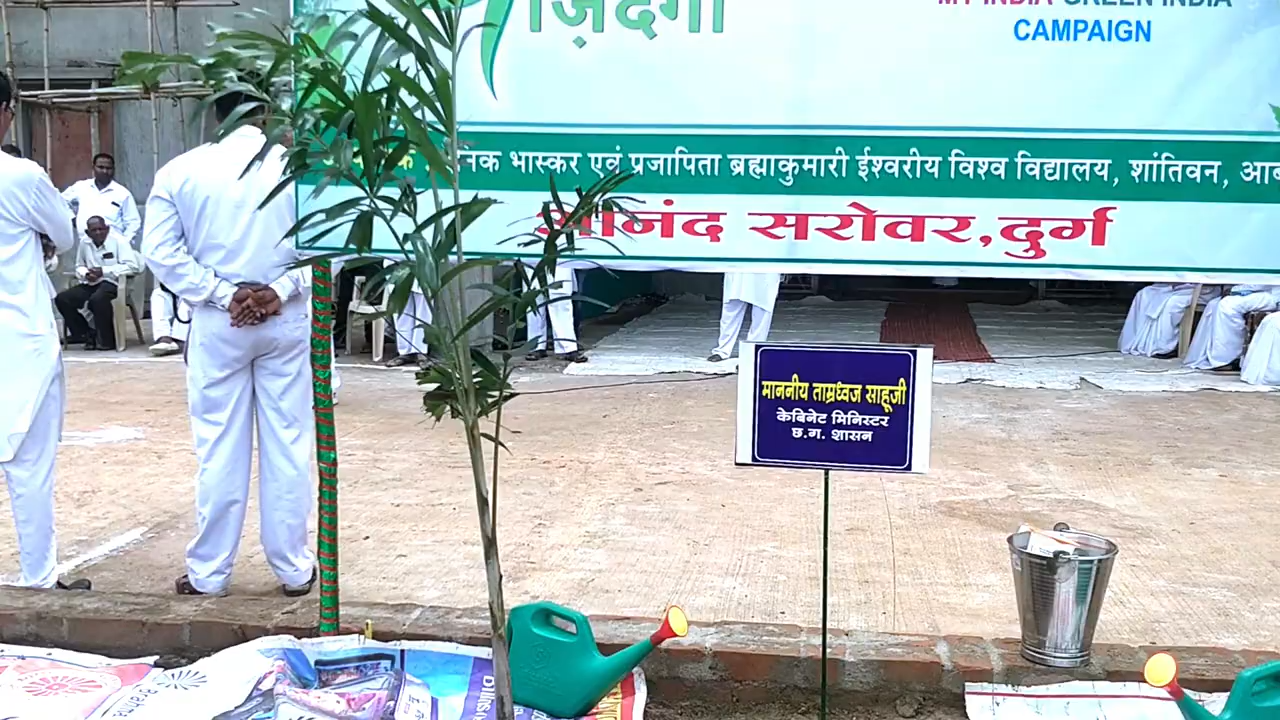 ज़िंदगी
MY INDIA GREEN INDIA
CAMPAIGN
भास्कर एवं प्रजापिता ब्रह्माकुमारी ईश्वरीय विश्व विद्यालय, शांतिवन,
आनंद सरोवर,दुर्ग
माननीय ताम्रध्वज साहूजी
केबिनेट मिनिस्टर
छ.ग. शासन